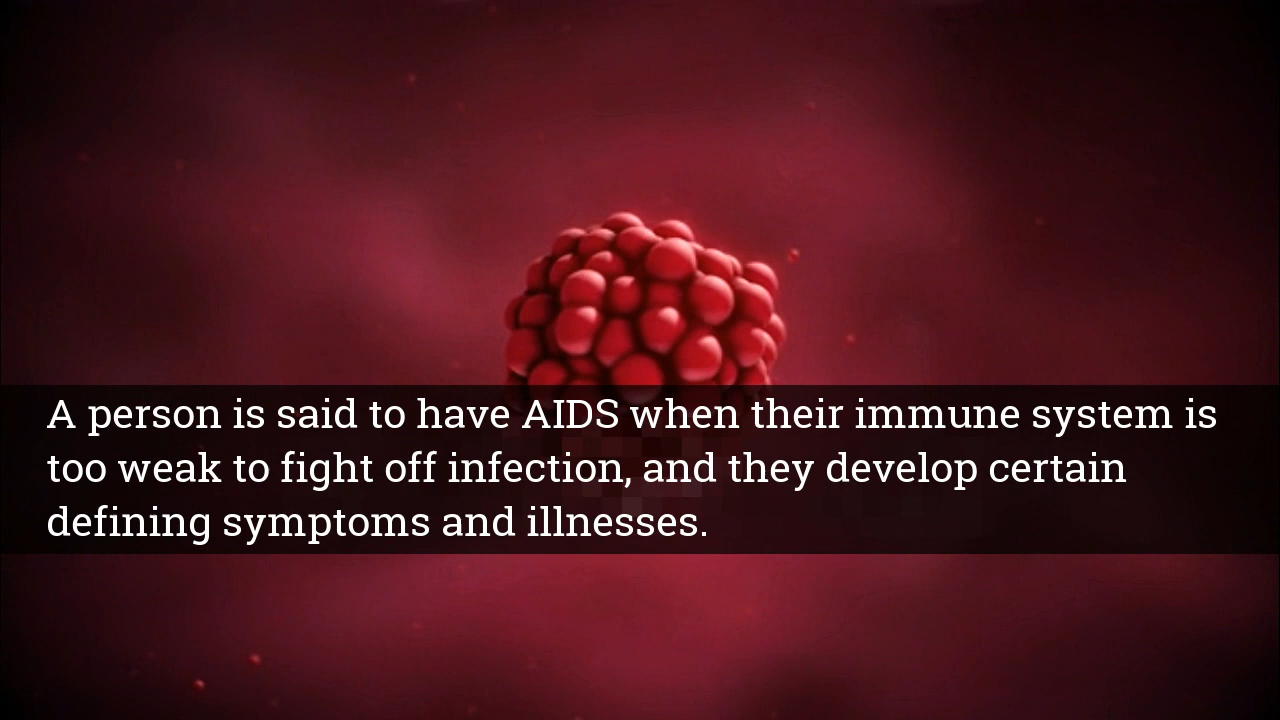 A person is said to have AIDS when their immune system is
too weak to fight off infection, and they develop certain
defining symptoms and illnesses.